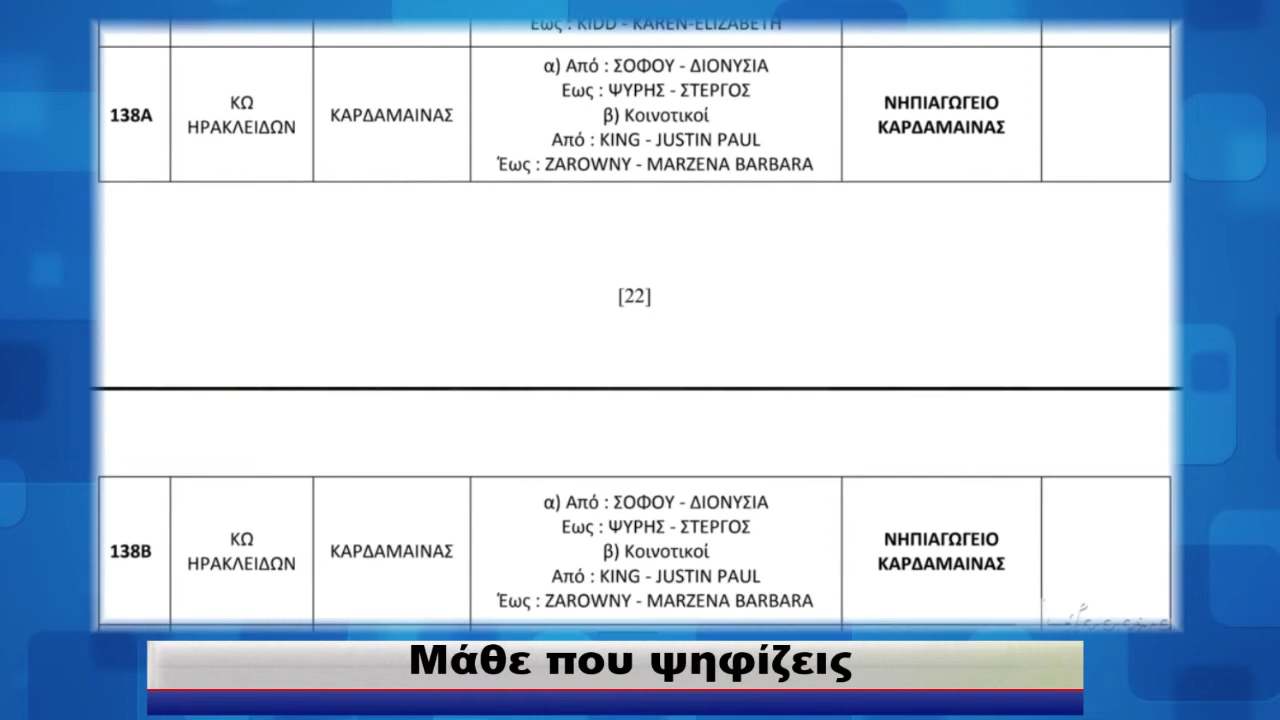 Έως : KIDD - KAREN-ELIZABETH
138Α
ΚΩ
ΗΡΑΚΛΕΙΔΩΝ
ΚΑΡΔΑΜΑΙΝΑΣ
α) Από : ΣΟΦΟΥ - ΔΙΟΝΥΣΙΑ
Εως : ΨΥΡΗΣ - ΣΤΕΡΓΟΣ
β) Κοινοτικοί
Από : KING - JUSTIN PAUL
Έως : ZAROWNY - MARZENA BARBARA
ΝΗΠΙΑΓΩΓΕΙΟ
ΚΑΡΔΑΜΑΙΝΑΣ
[22]
138Β
ΚΩ
ΗΡΑΚΛΕΙΔΩΝ
ΚΑΡΔΑΜΑΙΝΑΣ
α) Από : ΣΟΦΟΥ - ΔΙΟΝΥΣΙΑ
Εως : ΨΥΡΗΣ - ΣΤΕΡΓΟΣ
β) Κοινοτικοί
Από : KING - JUSTIN PAUL
Έως : ZAROWNY - MARZENA BARBARA
ΝΗΠΙΑΓΩΓΕΙΟ
ΚΑΡΔΑΜΑΙΝΑΣ
Μάθε που ψηφίζεις